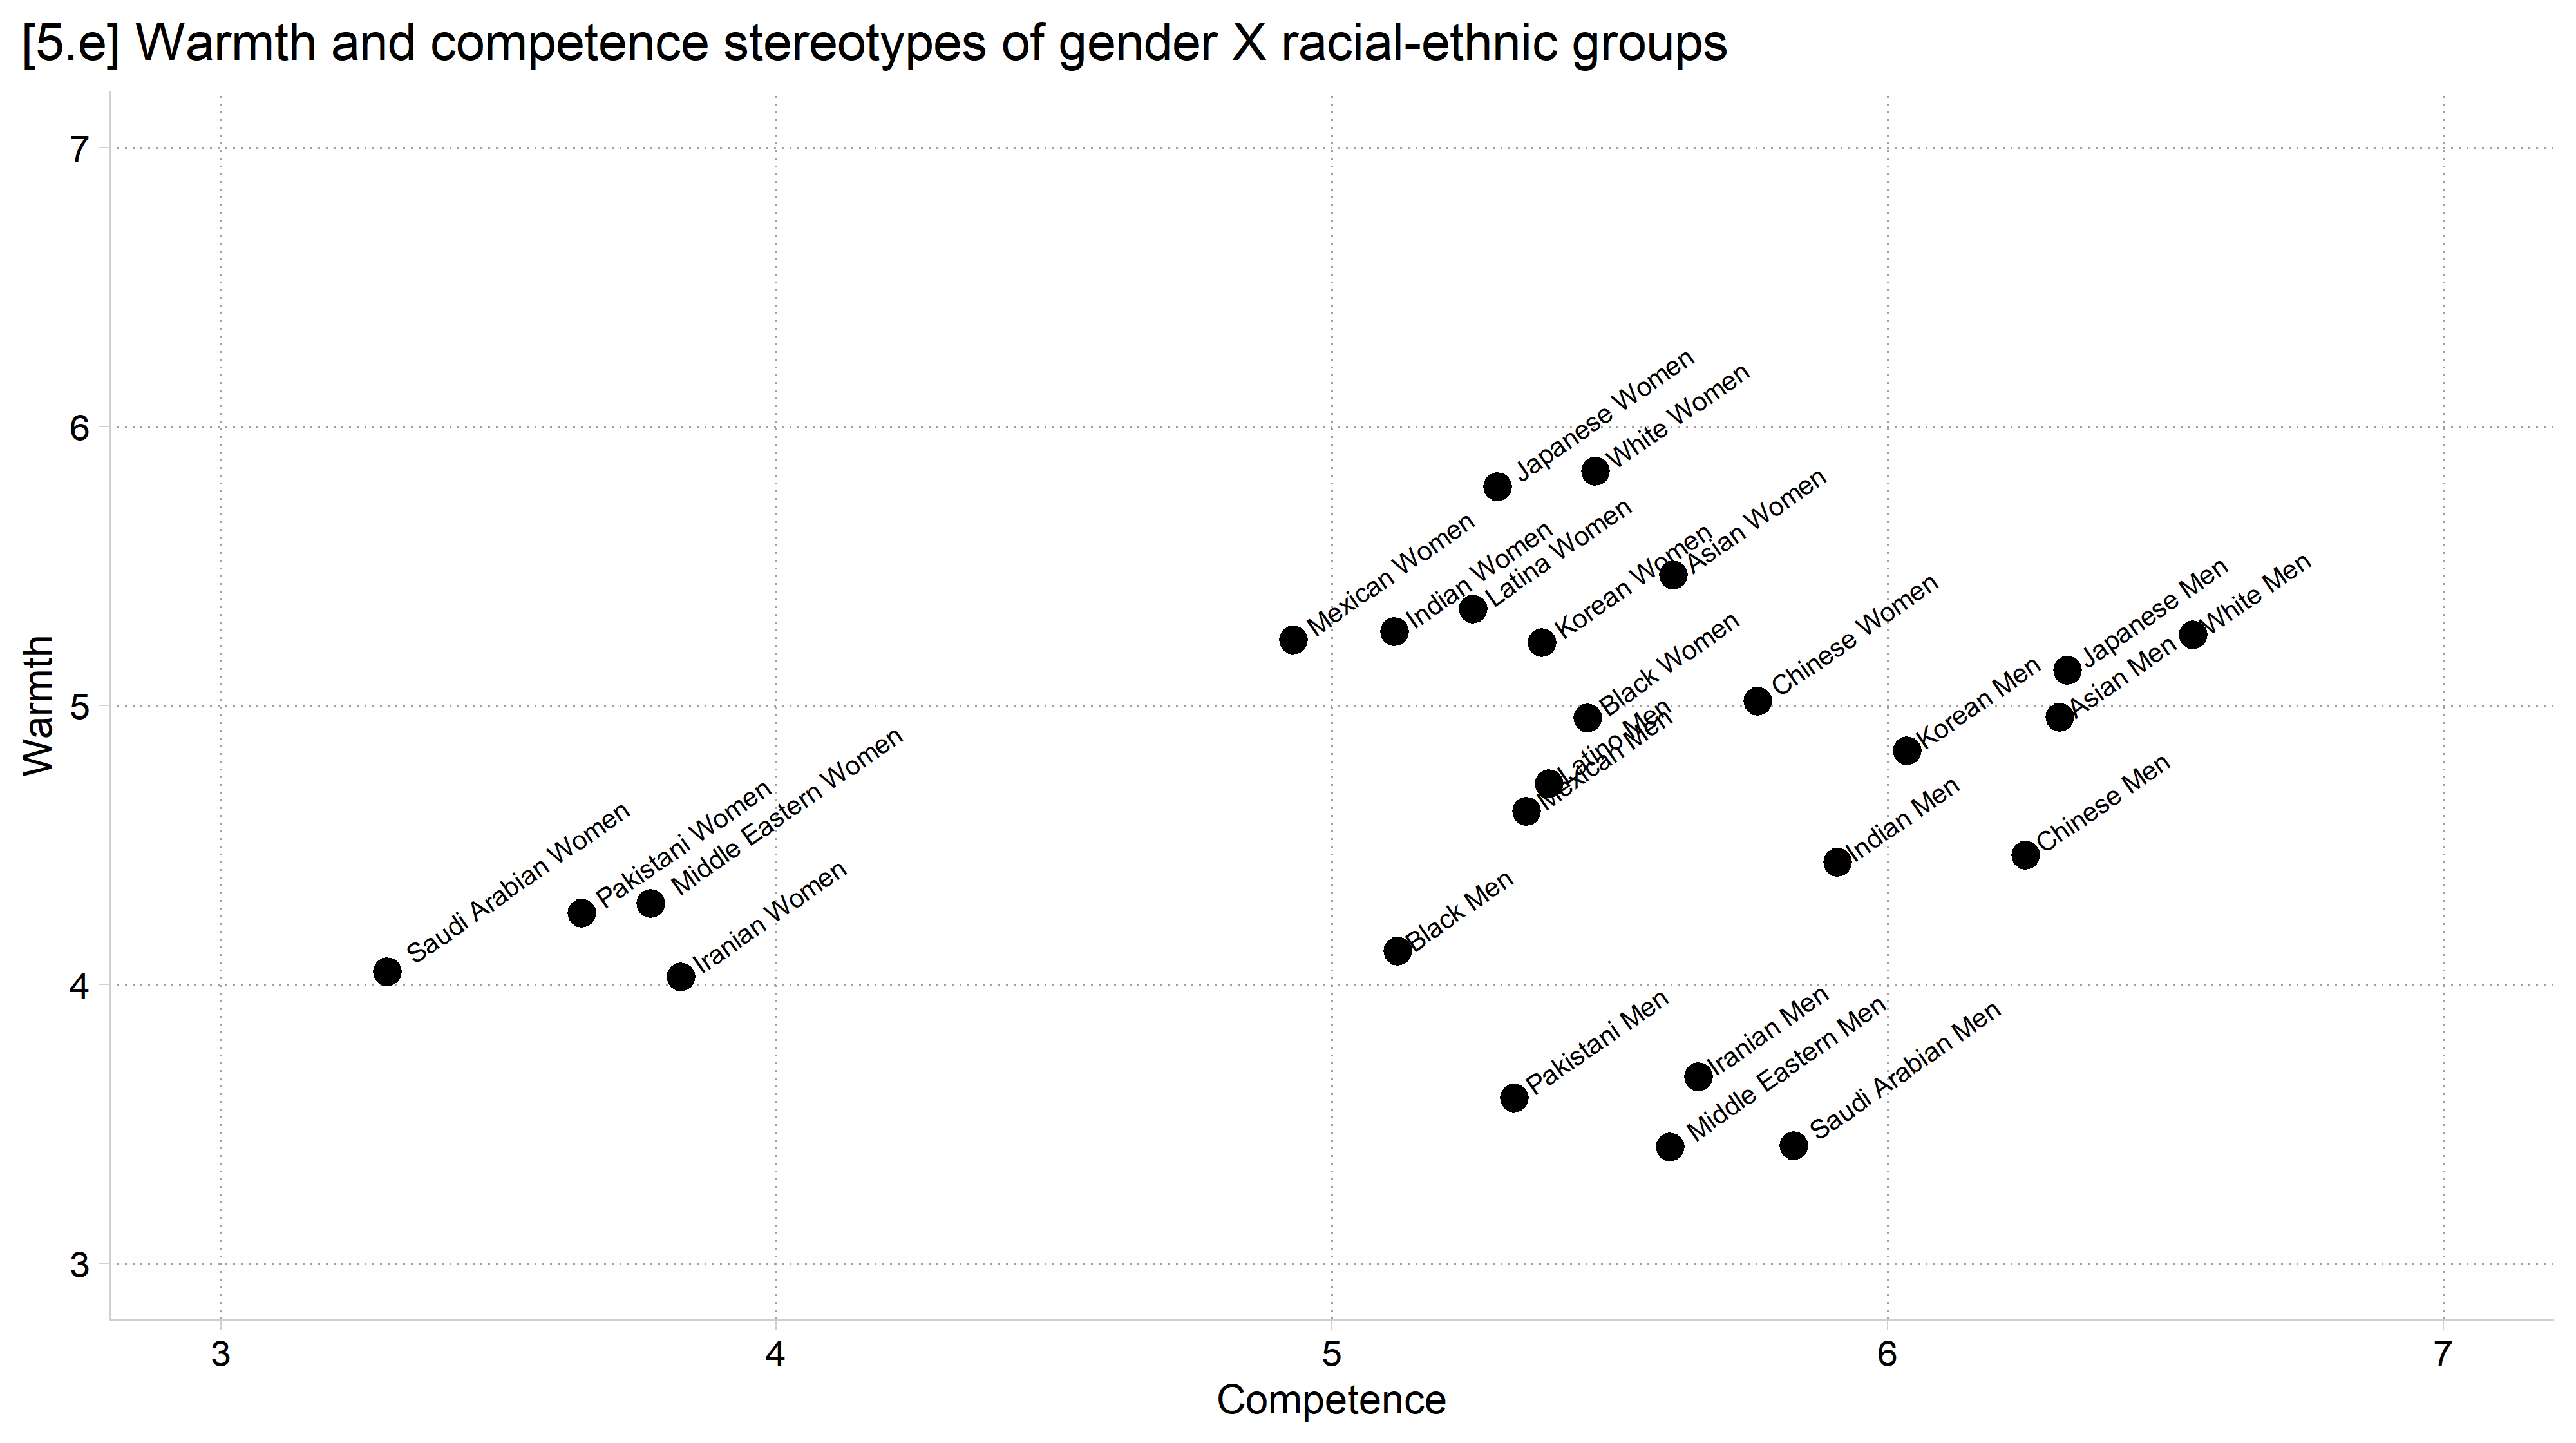 [5.e] Warmth and competence stereotypes of gender X racial-ethnic groups
Warmth
7
6
5
4
3
Japanese Women
White Women
Mexican Women
Indian Women
Latina Women
Korean Women
Asian Women
Black Women
Chinese Women
Japanese Men
White Men
Asian Men
Korean Men
Latino Men
Mexican Men
Indian Men
Chinese Men
Saudi Arabian Women
Pakistani Women
Middle Eastern Women
Iranian Women
Black Men
Pakistani Men
Iranian Men
Middle Eastern Men
Saudi Arabian Men
3 4 5 6 7
Competence